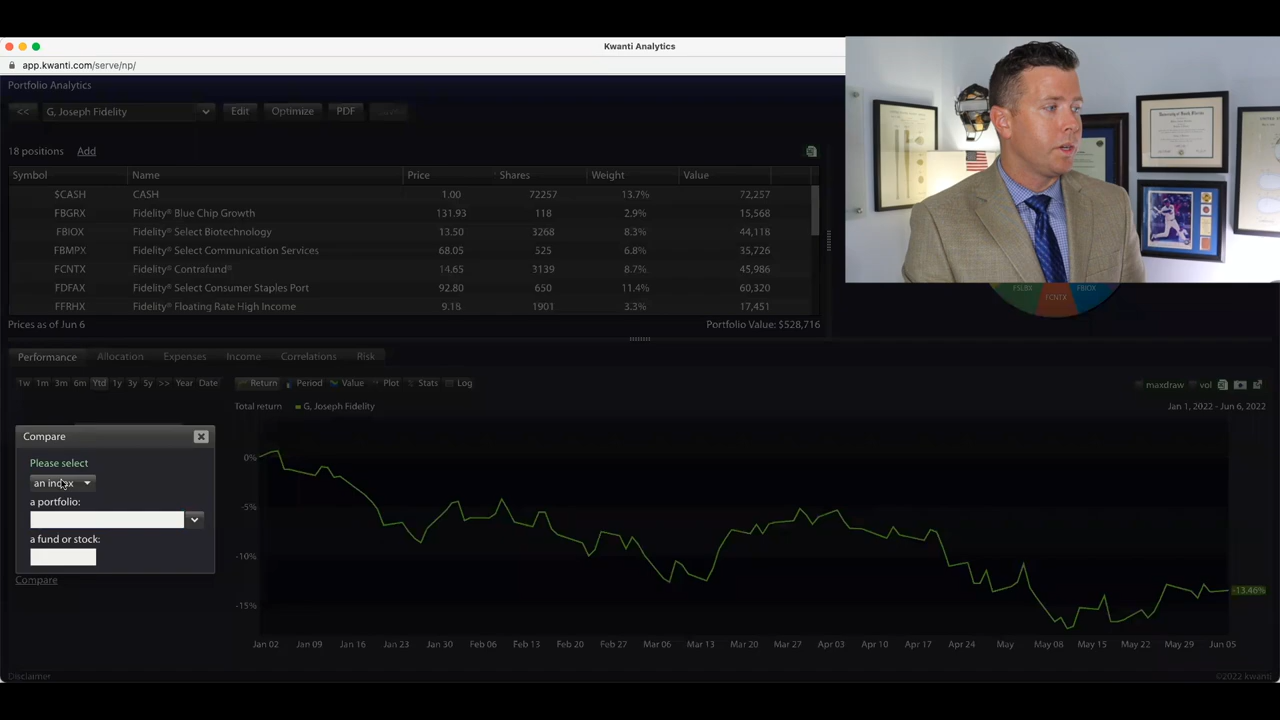 Kwanti Analytics
app.kwanti.com/serve/np/
Portfolio Analytics
<< G, Joseph Fidelity Edit Optimize PDF
18 positions Add
Symbol Name Price Shares Weight Value
$CASH CASH 1.00 72257 13.7% 72,257
FBGRX Fidelity® Blue Chip Growth 131.93 118 2.9% 15,568
FBIOX Fidelity® Select Biotechnology 13.50 3268 8.3% 44,118
FBMPX Fidelity® Select Communication Services 68.05 525 6.8% 35,726
FCNTX Fidelity® Contrafund® 14.65 3139 8.7% 45,986
FDFAX Fidelity® Select Consumer Staples Port 92.80 650 11.4% 60,320
FFRHX Fidelity® Floating Rate High Income 9.18 1901 3.3% 17,451
Prices as of Jun 6 Portfolio Value: $528,716
FSLBX FCNTX FBIOX
Performance Allocation Expenses Income Correlations Risk
1w 1m 3m 6m Ytd 1y 3y 5y >> Year Date Return Period Value Plot Stats Log maxdraw vol
Total return G, Joseph Fidelity Jan 1, 2022 - Jun 6, 2022
Compare
Please select
an index
a portfolio:
a fund or stock:
Compare
0%
-5%
-10%
-15%
-13.46%
Jan 02 Jan 09 Jan 16 Jan 23 Jan 30 Feb 06 Feb 13 Feb 20 Feb 27 Mar 06 Mar 13 Mar 20 Mar 27 Apr 03 Apr 10 Apr 17 Apr 24 May May 08 May 15 May 22 May 29 Jun 05
Disclaimer ©2022 kwanti